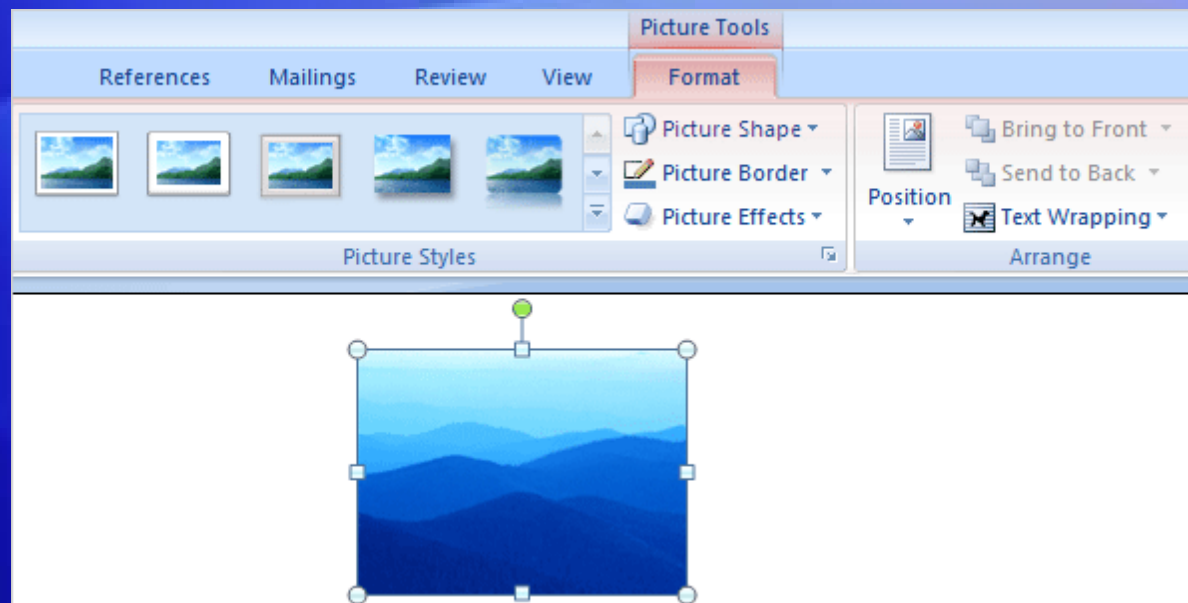 Picture Tools
References Mailings Review View Format
Picture Shape
Picture Border
Picture Effects
Picture Styles
Position
Bring to Front
Send to Back
Text Wrapping
Arrange